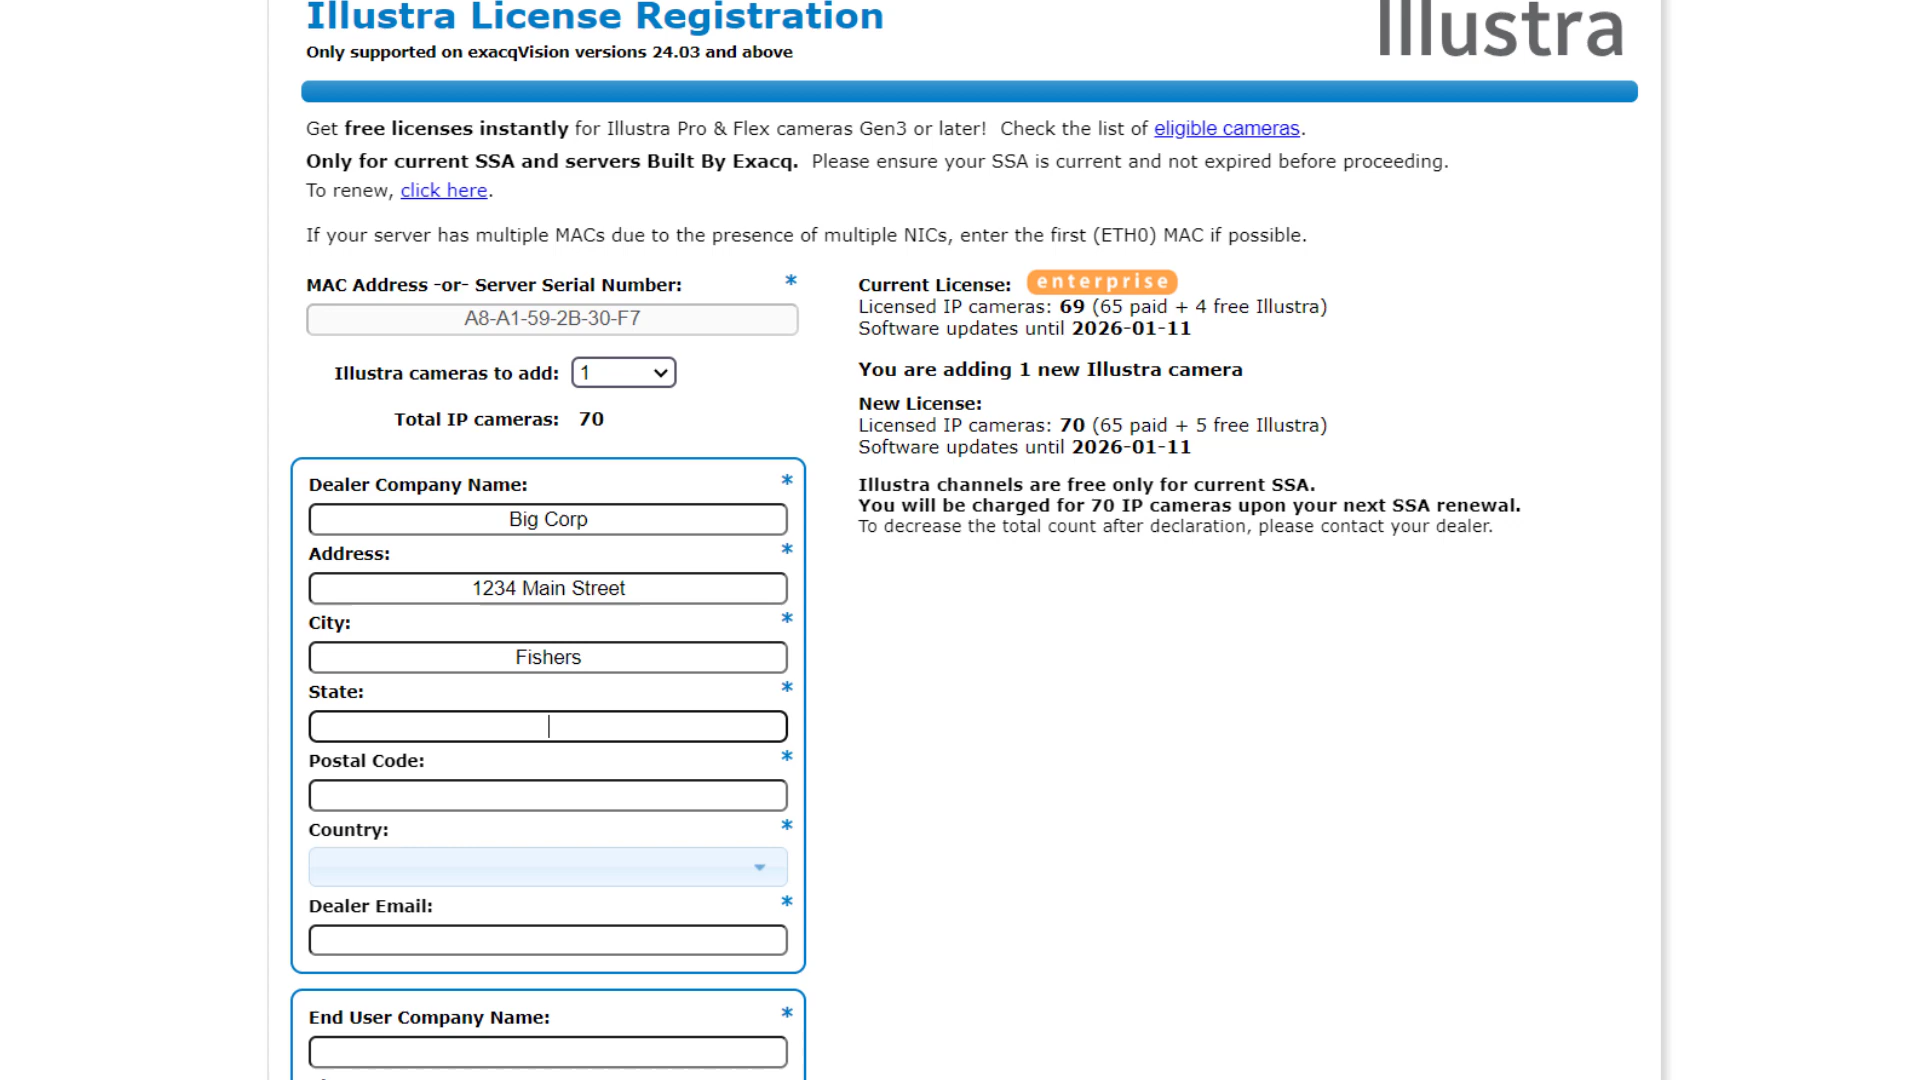 Illustra License Registration
Illustra
Only supported on exacqVision versions 24.03 and above
Get free licenses instantly for Illustra Pro & Flex cameras Gen3 or later! Check the list of eligible cameras.
Only for current SSA and servers Built By Exacq. Please ensure your SSA is current and not expired before proceeding.
To renew, click here.
If your server has multiple MACs due to the presence of multiple NICs, enter the first (ETH0) MAC if possible.
MAC Address -or- Server Serial Number: *
A8-A1-59-2B-30-F7
Illustra cameras to add: 1
Total IP cameras: 70
Current License: enterprise
Licensed IP cameras: 69 (65 paid + 4 free Illustra)
Software updates until 2026-01-11
You are adding 1 new Illustra camera
New License:
Licensed IP cameras: 70 (65 paid + 5 free Illustra)
Software updates until 2026-01-11
Illustra channels are free only for current SSA.
You will be charged for 70 IP cameras upon your next SSA renewal.
To decrease the total count after declaration, please contact your dealer.
Dealer Company Name: *
Big Corp
Address: *
1234 Main Street
City: *
Fishers
State: *
Postal Code: *
Country: *
Dealer Email: *
End User Company Name: *